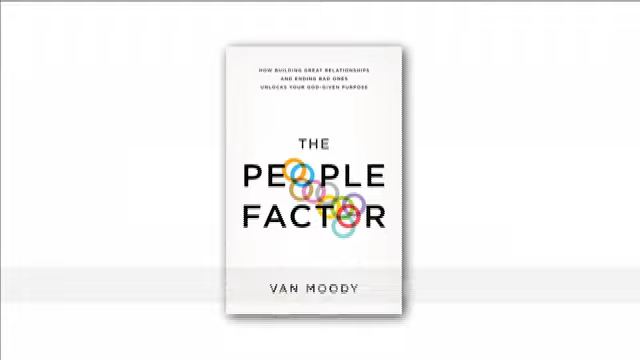 HOW BUILDING GREAT RELATIONSHIPS
AND ENDING BAD ONES
UNLOCKS YOUR GOD-GIVEN PURPOSE
THE
PEOPLE
FACTOR
VAN MOODY